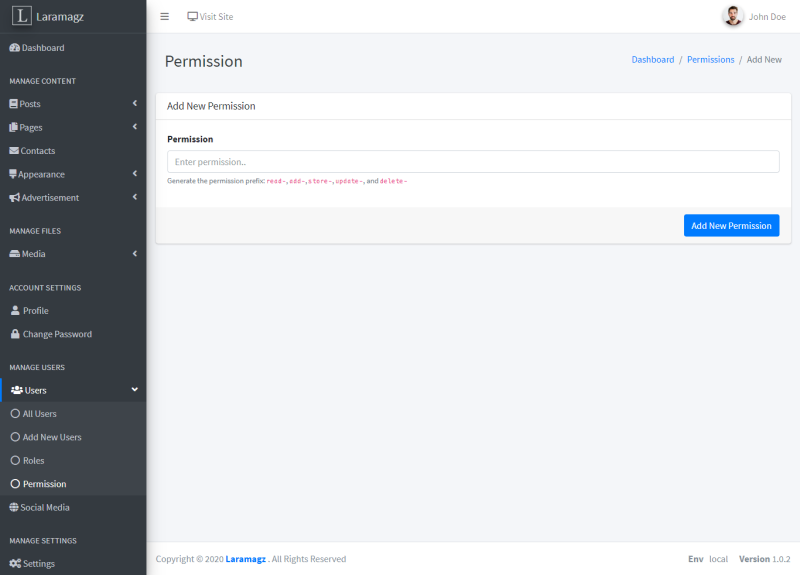 L Laramagz
Visit Site
John Doe
Dashboard
MANAGE CONTENT
Posts
Pages
Contacts
Appearance
Advertisement
MANAGE FILES
Media
ACCOUNT SETTINGS
Profile
Change Password
MANAGE USERS
Users
All Users
Add New Users
Roles
Permission
Social Media
MANAGE SETTINGS
Settings
Permission
Dashboard / Permissions / Add New
Add New Permission
Permission
Enter permission..
Generate the permission prefix: read-,add-,store-,update-, and delete-
Add New Permission
Copyright © 2020 Laramagz . All Rights Reserved
Env local Version 1.0.2